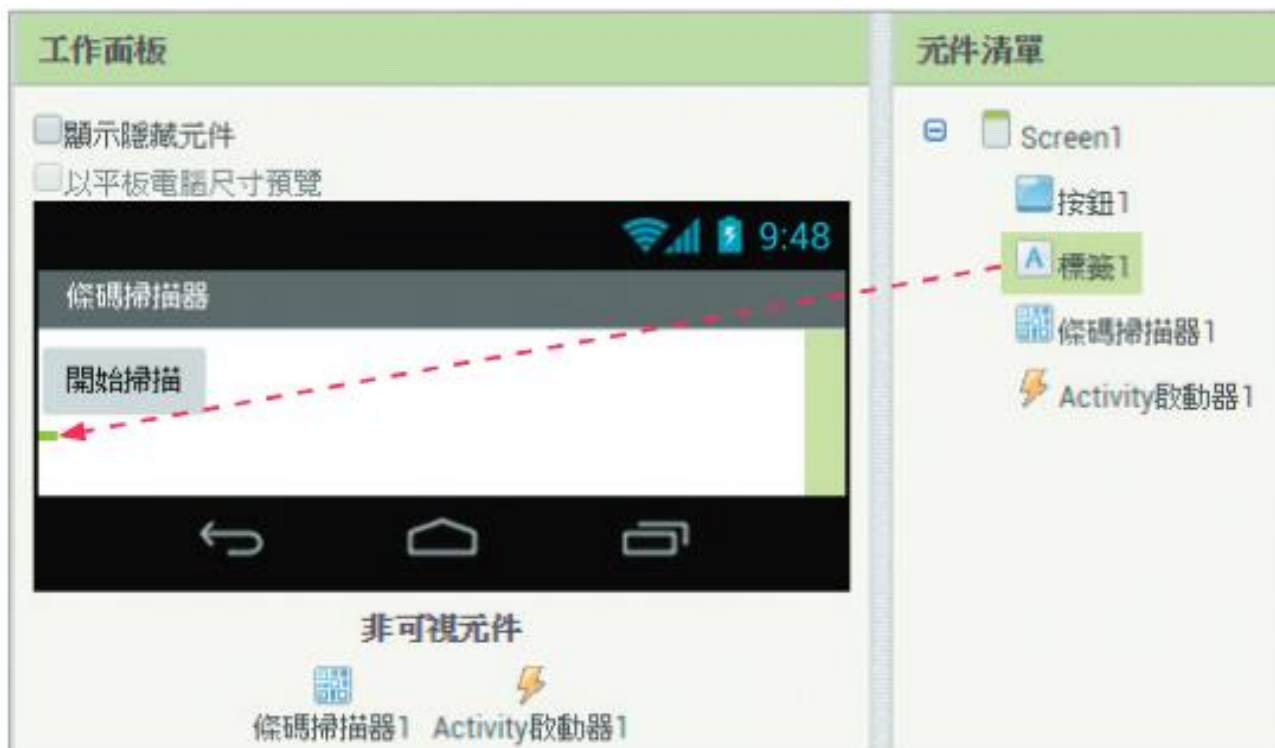 工作面板
顯示隱藏元件
以平板電腦尺寸預覽
9:48
條碼掃描器
開始掃描
非可視元件
條碼掃描器1 Activity啟動器1
元件清單
Screen1
按鈕1
A 標籤1
條碼掃描器1
Activity啟動器1